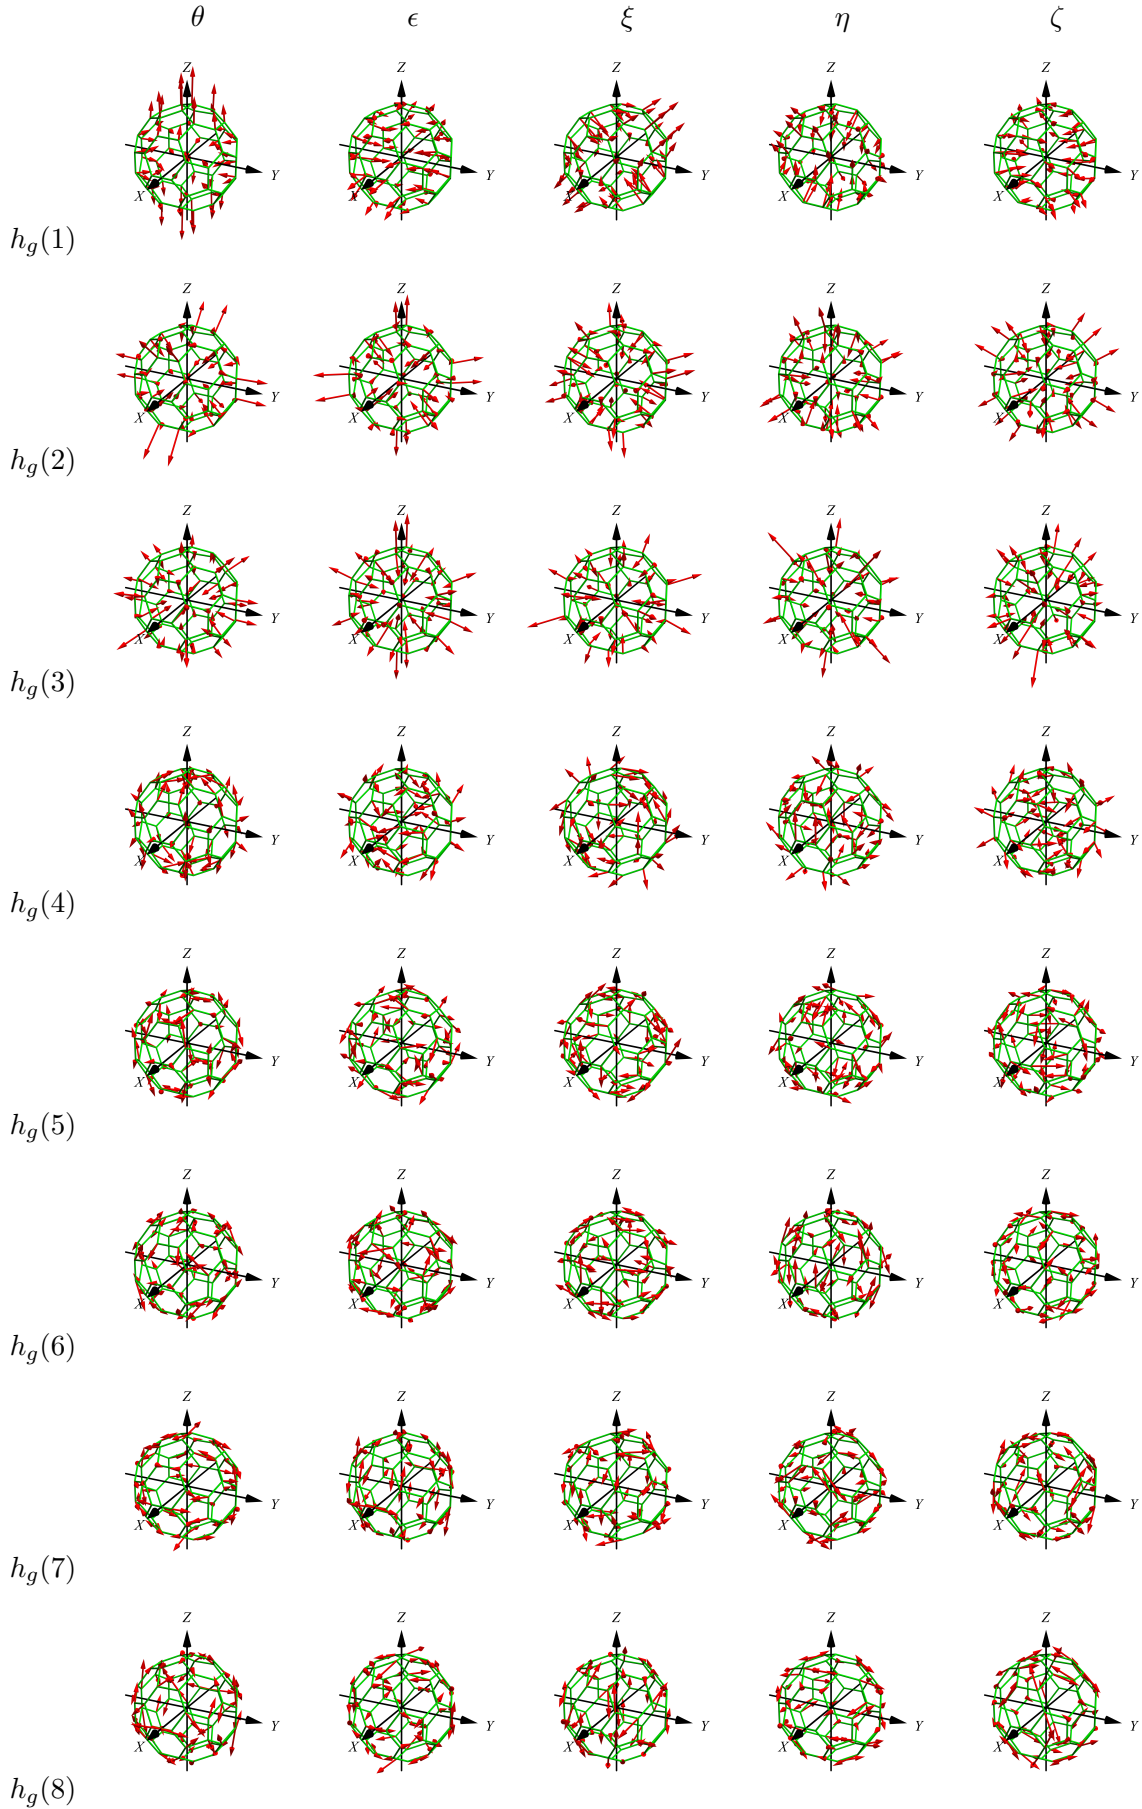 θ ϵ ξ η ζ
Z Z Z Z Z
Y Y Y Y Y
X X X X X
h_g(1)
Z Z Z Z Z
Y Y Y Y Y
X X X X X
h_g(2)
Z Z Z Z Z
Y Y Y Y Y
X X X X X
h_g(3)
Z Z Z Z Z
Y Y Y Y Y
X X X X X
h_g(4)
Z Z Z Z Z
Y Y Y Y Y
X X X X X
h_g(5)
Z Z Z Z Z
Y Y Y Y Y
X X X X X
h_g(6)
Z Z Z Z Z
Y Y Y Y Y
X X X X X
h_g(7)
Z Z Z Z Z
Y Y Y Y Y
X X X X X
h_g(8)